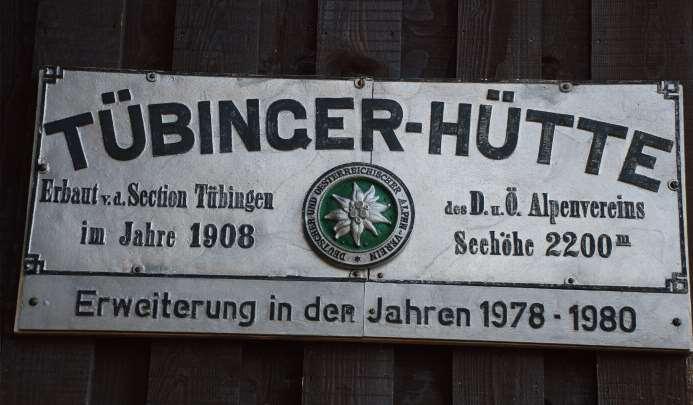 TÜBINGER-HÜTTE
Erbaut v. d. Section Tübingen
im Jahre 1908
DEUTSCHER UND OESTERREICHISCHER ALPEN-VEREIN *
des D. u. Ö. Alpenvereins
Seehöhe 2200 m
Erweiterung in den Jahren 1978 - 1980